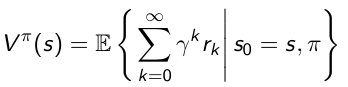 V^π(s) = 𝔼 { ∑_{k=0}^{∞} γ^k r_k | s_0 = s, π }